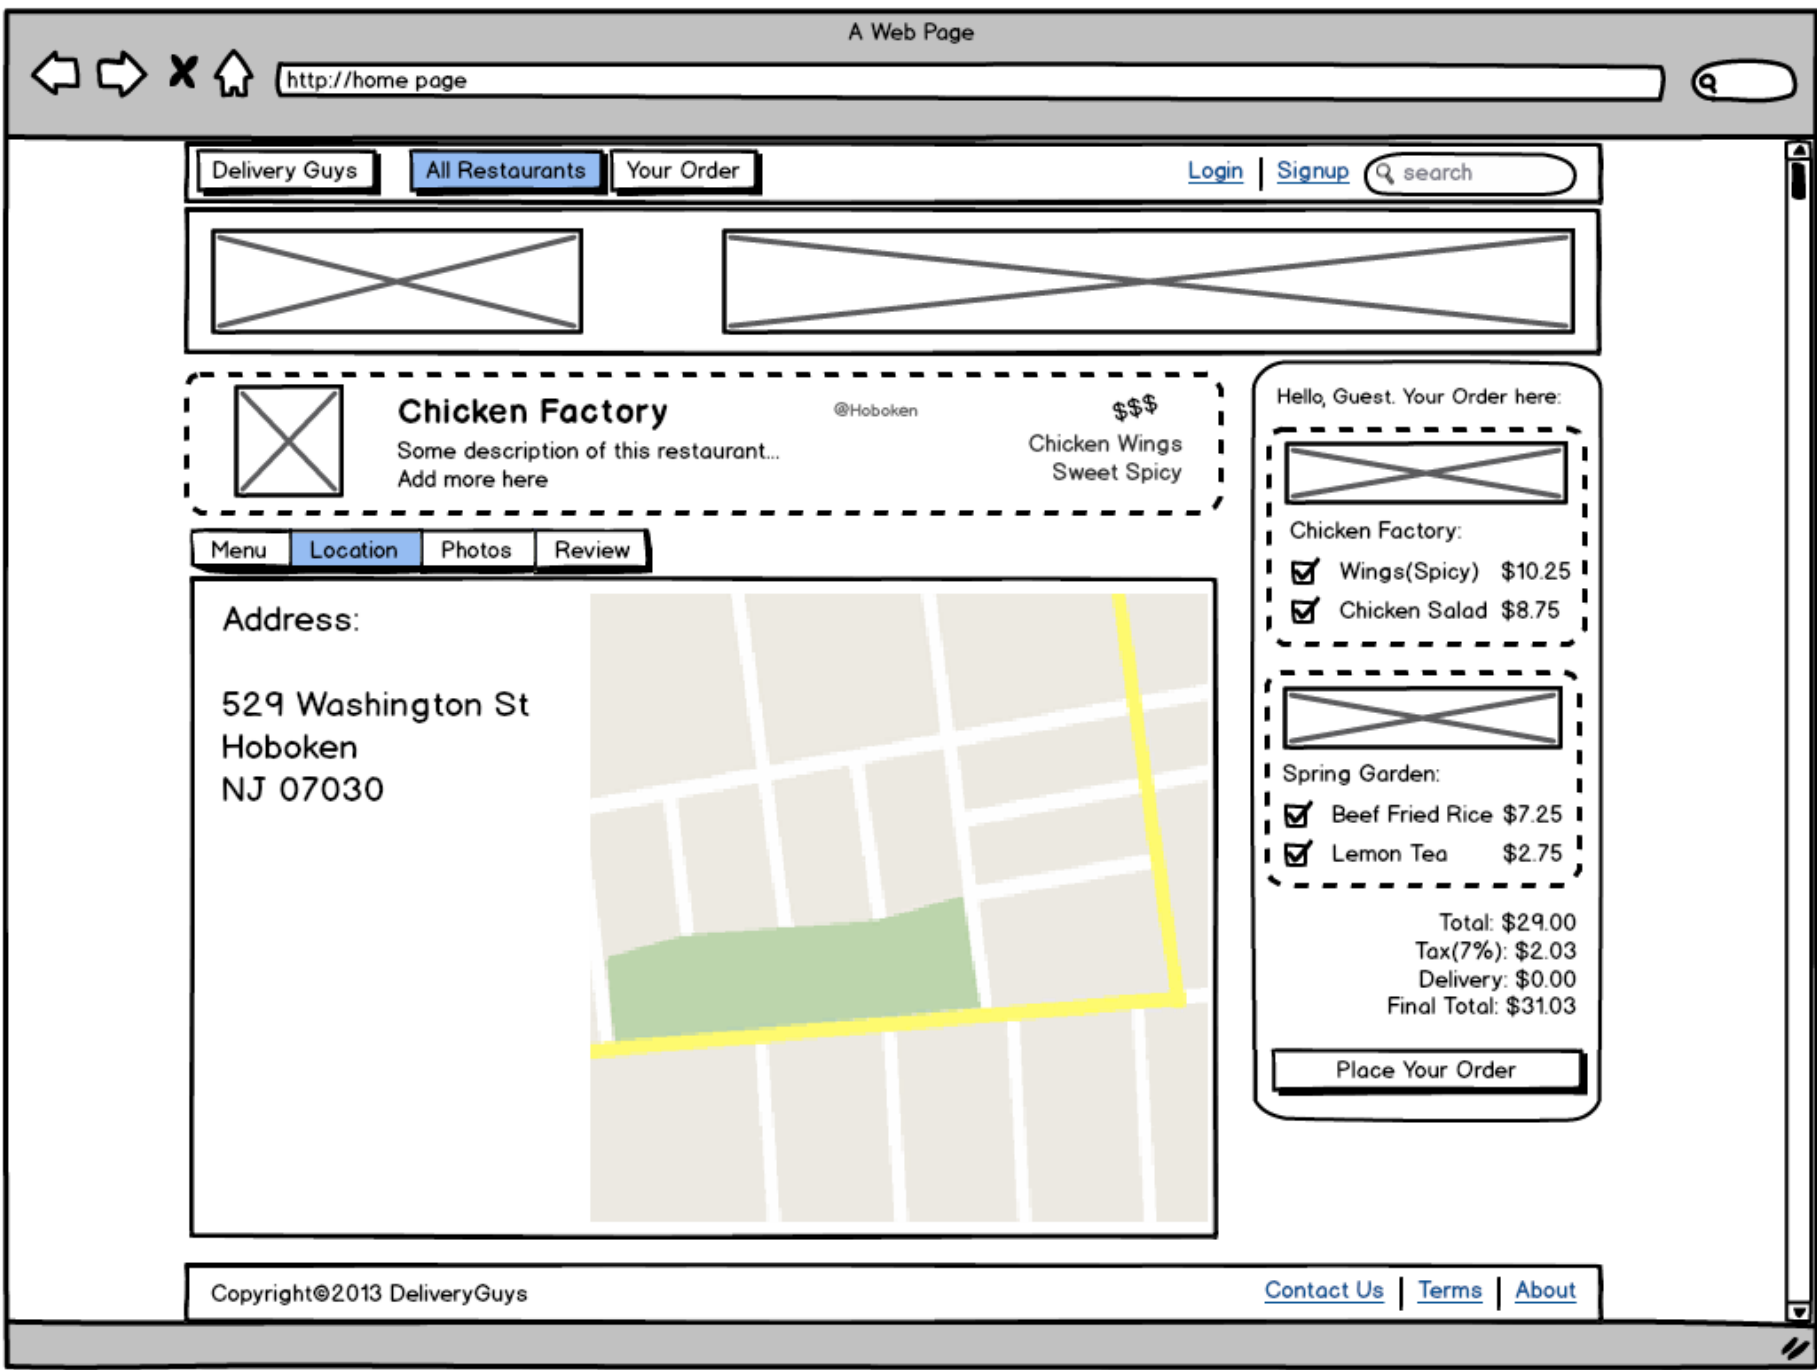 A Web Page
http://home page
Delivery Guys
All Restaurants
Your Order
Login
Signup
search
Chicken Factory
@Hoboken
$$$
Some description of this restaurant...
Add more here
Chicken Wings
Sweet Spicy
Menu
Location
Photos
Review
Address:
529 Washington St
Hoboken
NJ 07030
Hello, Guest. Your Order here:
Chicken Factory:
Wings(Spicy) $10.25
Chicken Salad $8.75
Spring Garden:
Beef Fried Rice $7.25
Lemon Tea $2.75
Total: $29.00
Tax(7%): $2.03
Delivery: $0.00
Final Total: $31.03
Place Your Order
Copyright©2013 DeliveryGuys
Contact Us
Terms
About